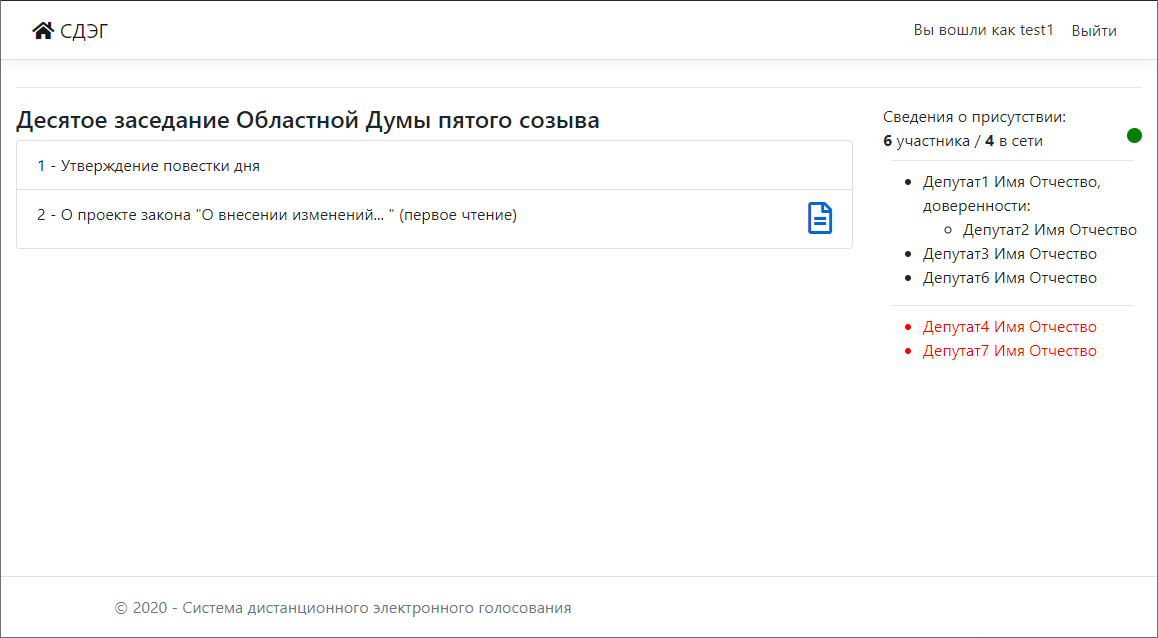 СДЭГ
Вы вошли как test1 Выйти
Десятое заседание Областной Думы пятого созыва
1 - Утверждение повестки дня
2 - О проекте закона "О внесении изменений... " (первое чтение)
Сведения о присутствии:
6 участника / 4 в сети
Депутат1 Имя Отчество,
доверенности:
Депутат2 Имя Отчество
Депутат3 Имя Отчество
Депутат6 Имя Отчество
Депутат4 Имя Отчество
Депутат7 Имя Отчество
© 2020 - Система дистанционного электронного голосования